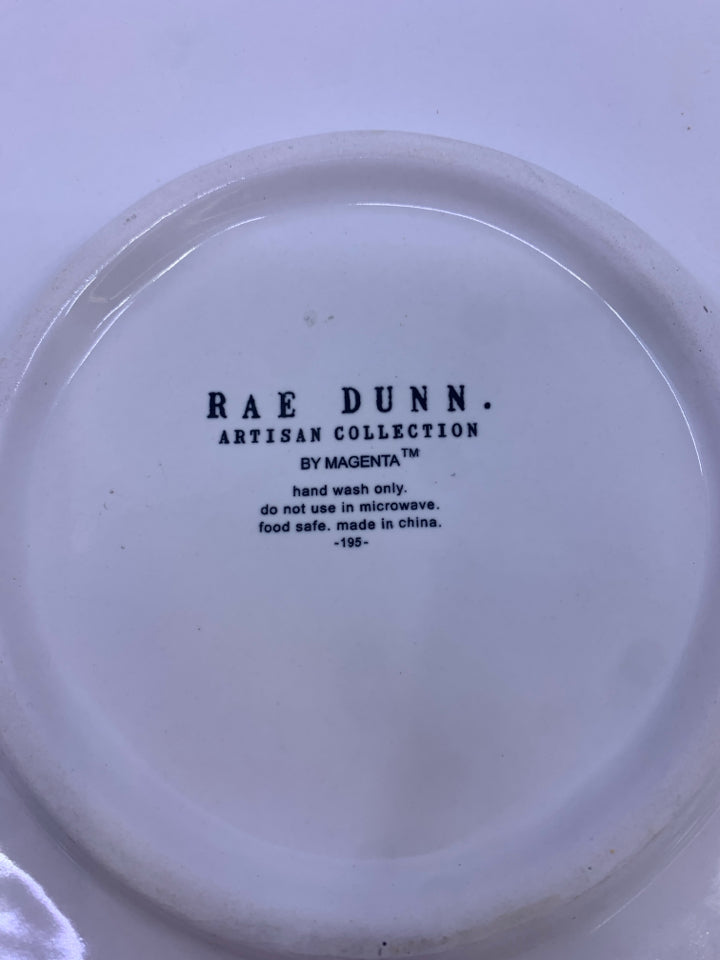 RAE DUNN.
ARTISAN COLLECTION
BY MAGENTA™
hand wash only.
do not use in microwave.
food safe. made in china.
-195-